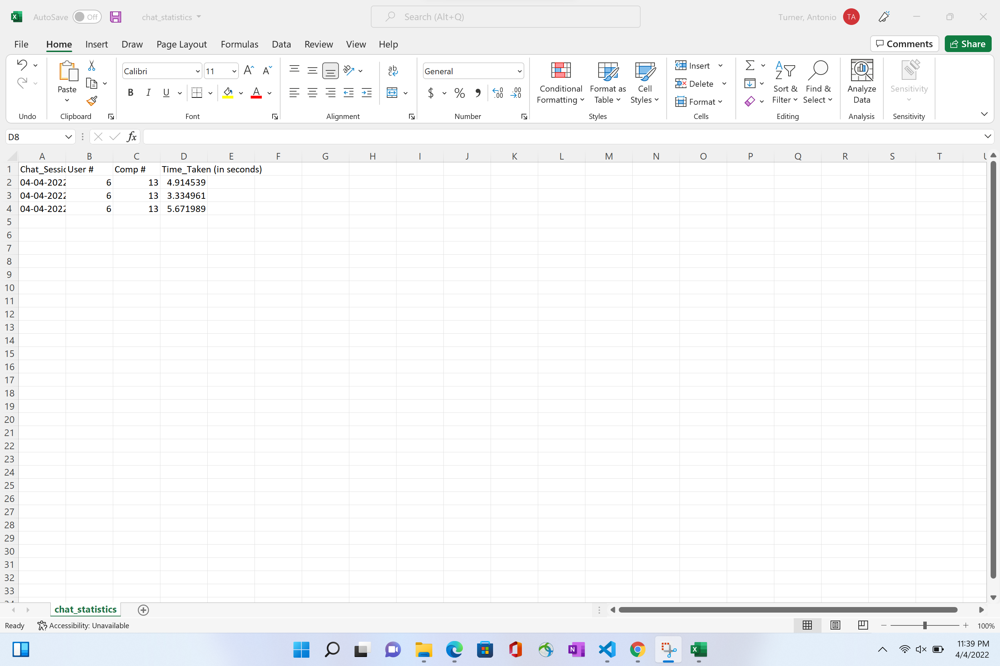 AutoSave Off chat_statistics Search (Alt+Q) Turner, Antonio TA
File Home Insert Draw Page Layout Formulas Data Review View Help Comments Share
Undo
Paste
Clipboard
Calibri 11
B I U A
Font
ab
Alignment
General
$ % 9
Number
Conditional Formatting
Format as Table
Cell Styles
Styles
Insert
Delete
Format
Cells
Sort & Filter
Find & Select
Editing
Analyze Data
Analysis
Sensitivity
Sensitivity
D8 fx
A B C D E F G H I J K L M N O P Q R S T
1 Chat_Sessic User # Comp # Time_Taken (in seconds)
2 04-04-2022 6 13 4.914539
3 04-04-2022 6 13 3.334961
4 04-04-2022 6 13 5.671989
5
6
7
8
9
10
11
12
13
14
15
16
17
18
19
20
21
22
23
24
25
26
27
28
29
30
31
32
33
chat_statistics
Ready Accessibility: Unavailable 100%
11:39 PM
4/4/2022